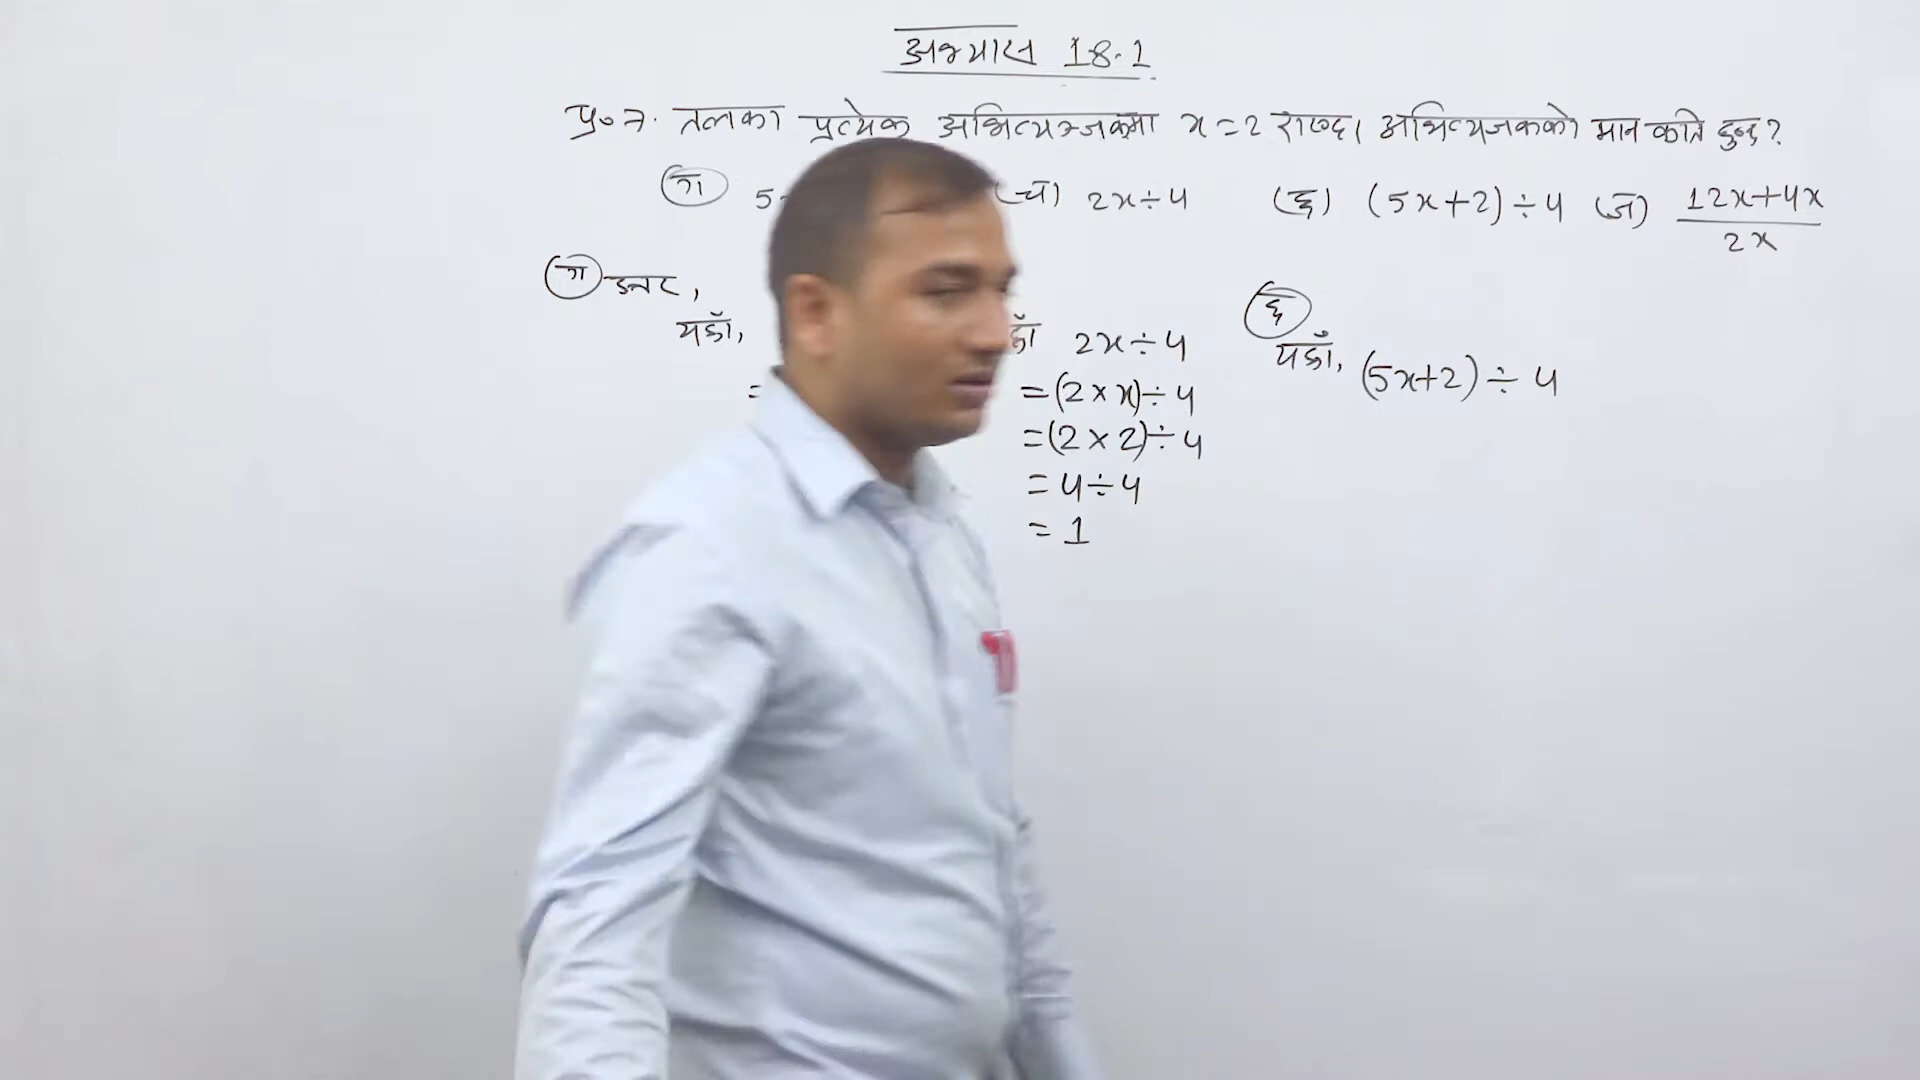 अभ्यास 18.1
प्र० 7. तलका प्रत्येक अभिव्यञ्जकमा x = 2 राख्दा अभिव्यंजकको मान कति हुन्छ?
(ग) 5 (च) 2x ÷ 4 (छ) (5x+2) ÷ 4 (ज) 12x+4x / 2x
(ग) उत्तर,
यहाँ,
=
2x ÷ 4
= (2 × x) ÷ 4
= (2 × 2) ÷ 4
= 4 ÷ 4
= 1
(छ)
यहाँ, (5x+2) ÷ 4